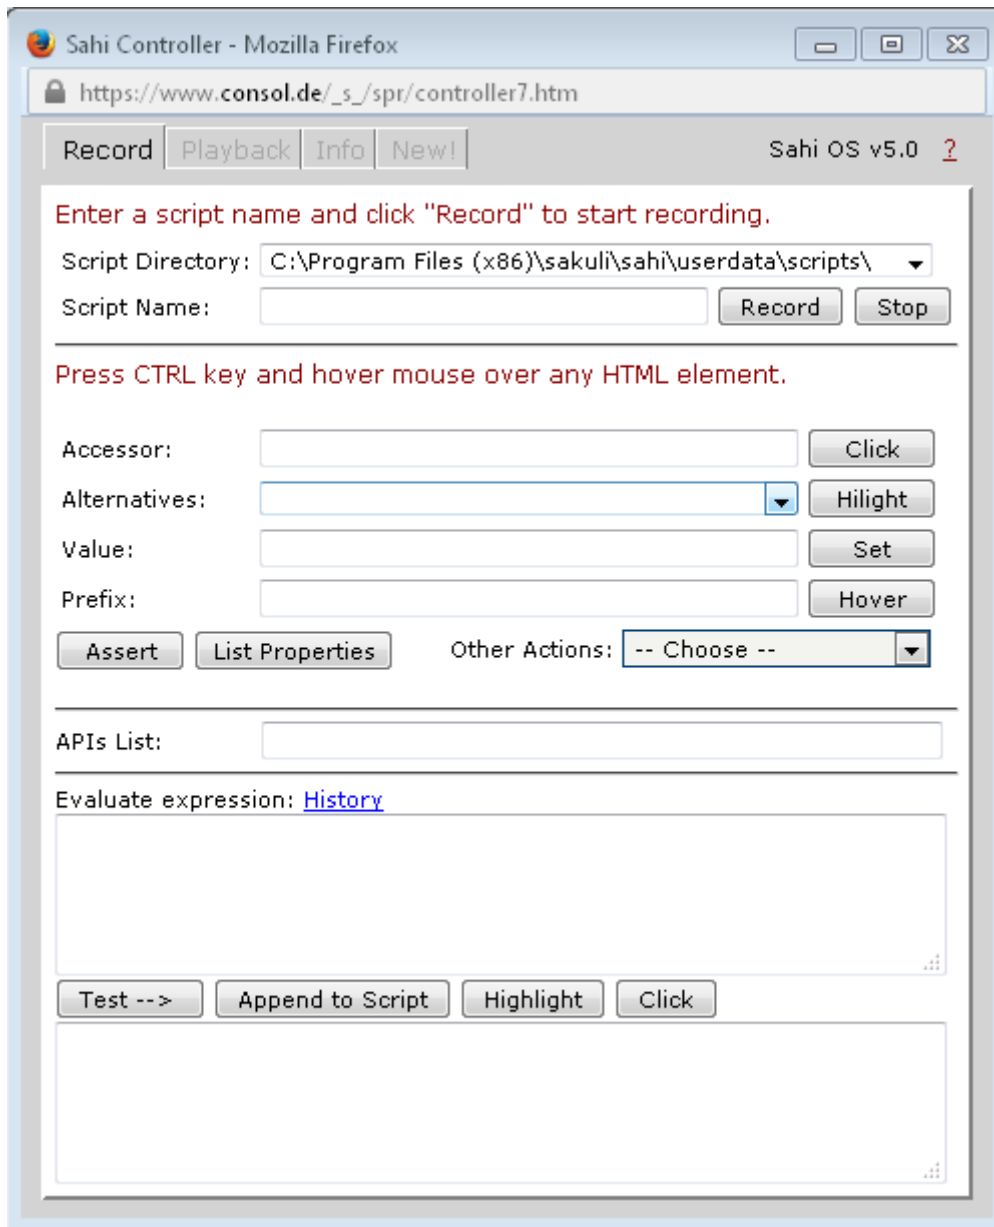 Sahi Controller - Mozilla Firefox
https://www.consol.de/_s_/spr/controller7.htm
Record Playback Info New! Sahi OS v5.0 ?
Enter a script name and click "Record" to start recording.
Script Directory: C:\Program Files (x86)\sakuli\sahi\userdata\scripts\
Script Name: Record Stop
Press CTRL key and hover mouse over any HTML element.
Accessor: Click
Alternatives: Hilight
Value: Set
Prefix: Hover
Assert List Properties Other Actions: -- Choose --
APIs List:
Evaluate expression: History
Test --> Append to Script Highlight Click